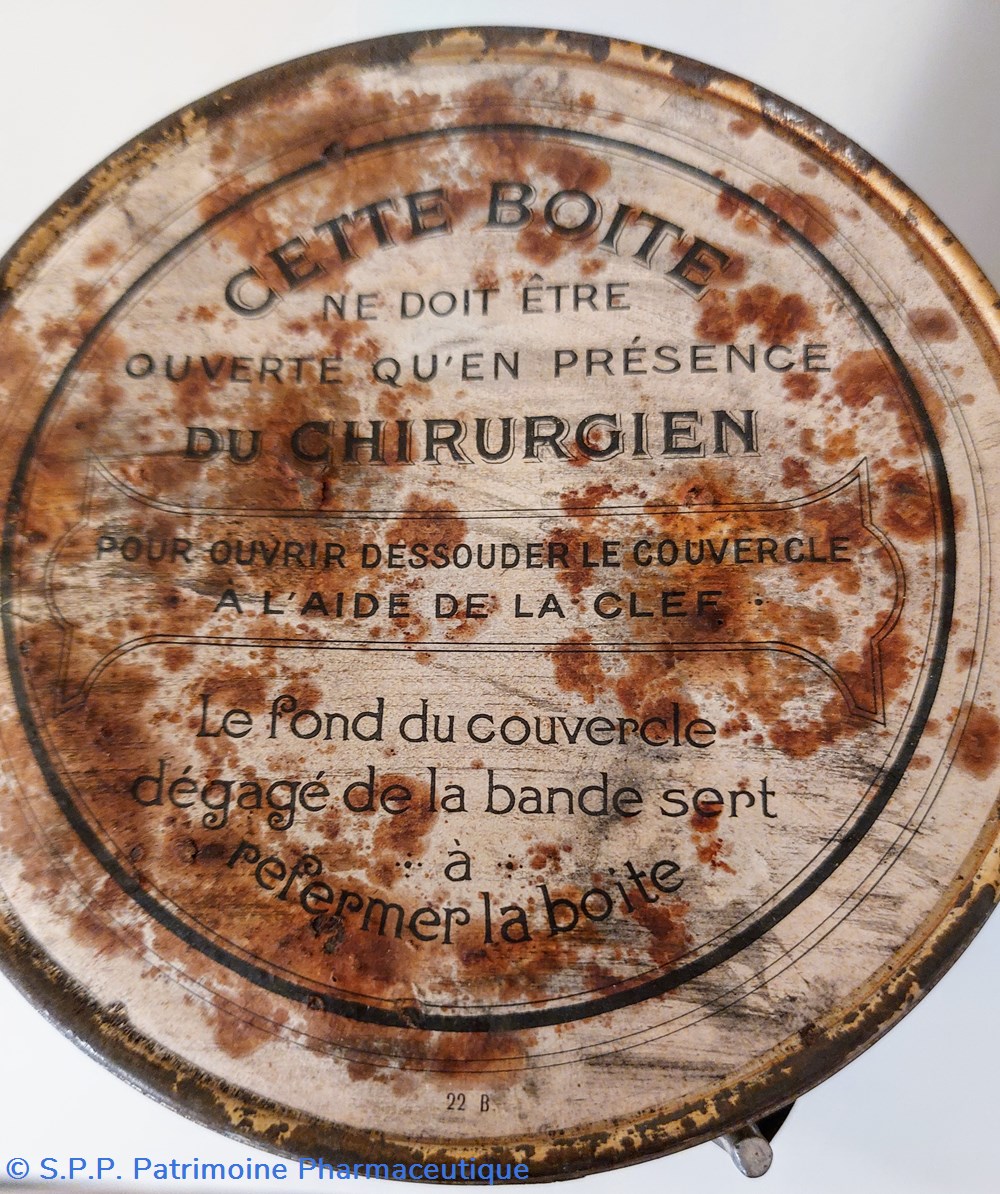 CETTE BOITE
NE DOIT ÊTRE
OUVERTE QU'EN PRÉSENCE
DU CHIRURGIEN
POUR OUVRIR DESSOUDER LE COUVERCLE
A L'AIDE DE LA CLEF
Le fond du couvercle
dégagé de la bande sert
à
refermer la boite
22 B.
© S.P.P. Patrimoine Pharmaceutique